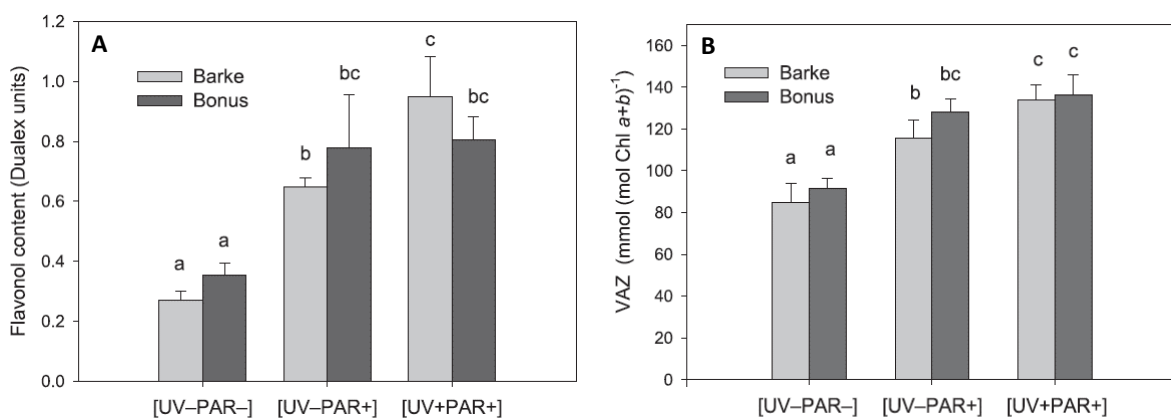 A
Flavonol content (Dualex units)
1.2
1.0
0.8
0.6
0.4
0.2
0.0
Barke
Bonus
a
a
b
bc
c
bc
[UV–PAR–]
[UV–PAR+]
[UV+PAR+]
B
VAZ (mmol (mol Chl a+b)⁻¹)
160
140
120
100
80
60
40
20
0
Barke
Bonus
a
a
b
bc
c
c
[UV–PAR–]
[UV–PAR+]
[UV+PAR+]